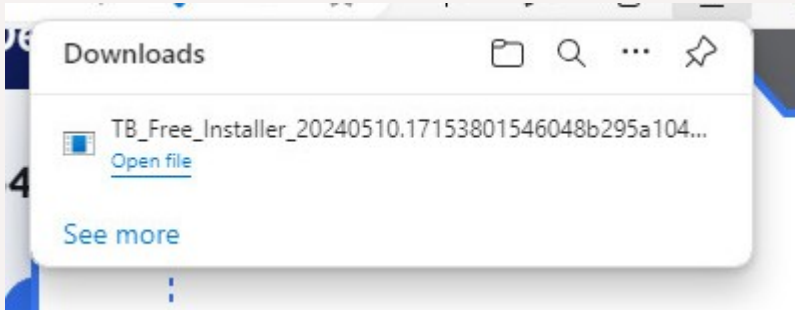 Downloads
TB_Free_Installer_20240510.17153801546048b295a104...
Open file
See more